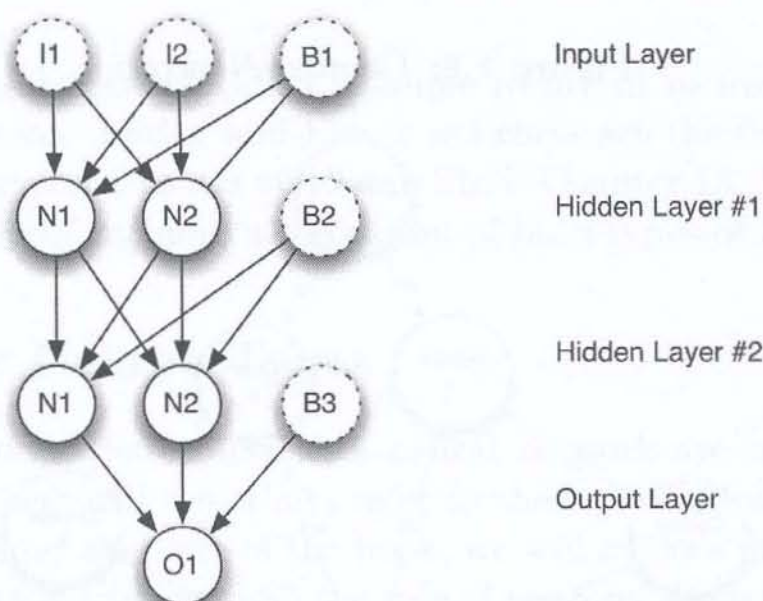 I1 I2 B1 Input Layer
N1 N2 B2 Hidden Layer #1
N1 N2 B3 Hidden Layer #2
Output Layer
O1